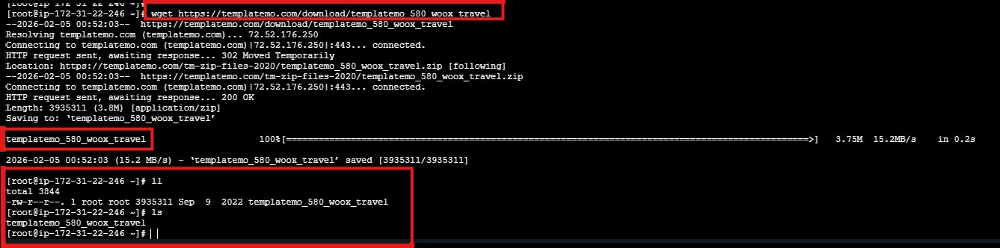 [root@ip-172-31-22-246 ~]#
[root@ip-172-31-22-246 ~]# wget https://templatemo.com/download/templatemo_580_woox_travel
--2026-02-05 00:52:03-- https://templatemo.com/download/templatemo_580_woox_travel
Resolving templatemo.com (templatemo.com)... 72.52.176.250
Connecting to templatemo.com (templatemo.com)|72.52.176.250|:443... connected.
HTTP request sent, awaiting response... 302 Moved Temporarily
Location: https://templatemo.com/tm-zip-files-2020/templatemo_580_woox_travel.zip [following]
--2026-02-05 00:52:03-- https://templatemo.com/tm-zip-files-2020/templatemo_580_woox_travel.zip
Connecting to templatemo.com (templatemo.com)|72.52.176.250|:443... connected.
HTTP request sent, awaiting response... 200 OK
Length: 3935311 (3.8M) [application/zip]
Saving to: ‘templatemo_580_woox_travel’
templatemo_580_woox_travel 100%[==================================================================================================>] 3.75M 15.2MB/s in 0.2s
2026-02-05 00:52:03 (15.2 MB/s) - ‘templatemo_580_woox_travel’ saved [3935311/3935311]
[root@ip-172-31-22-246 ~]# ll
total 3844
-rw-r--r--. 1 root root 3935311 Sep 9 2022 templatemo_580_woox_travel
[root@ip-172-31-22-246 ~]# ls
templatemo_580_woox_travel
[root@ip-172-31-22-246 ~]#